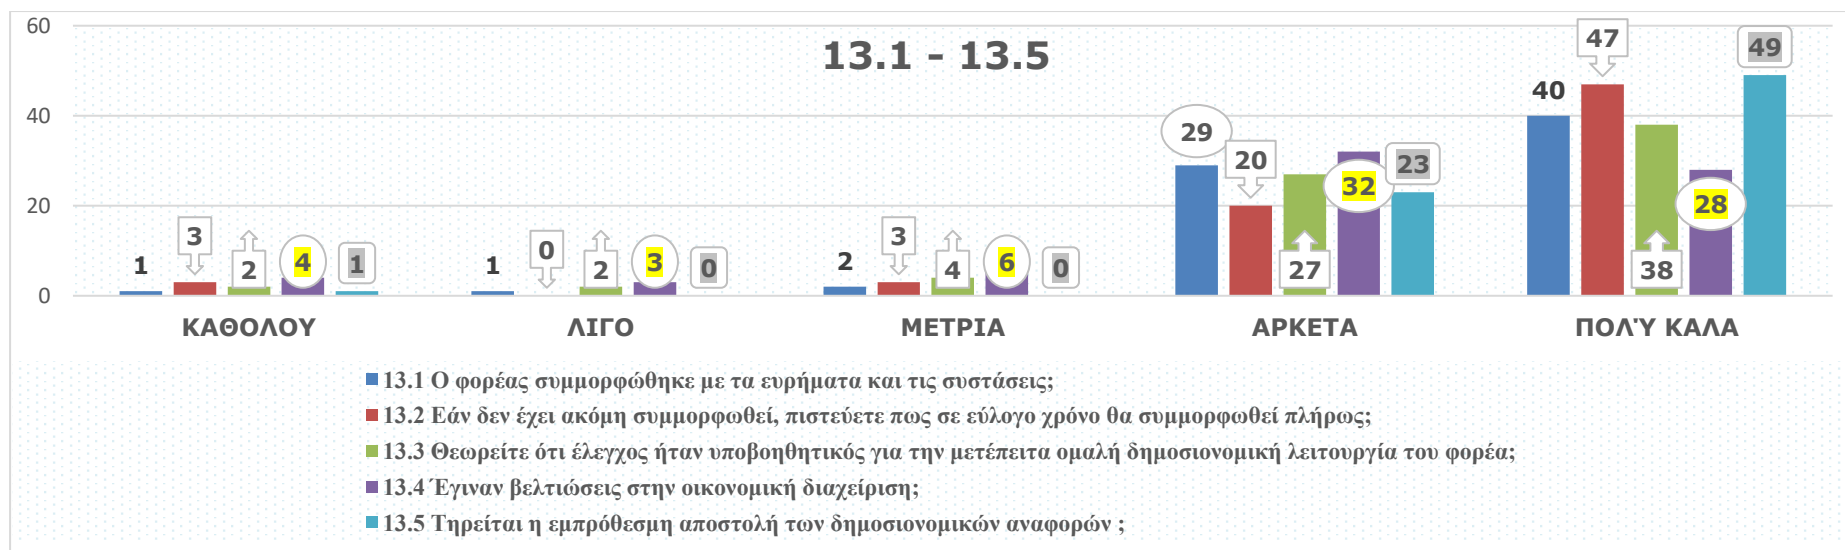 13.1 - 13.5
60
40
20
0
1
3
2
4
1
1
0
2
3
0
2
3
4
6
0
29
20
27
32
23
40
47
38
28
49
ΚΑΘΟΛΟΥ
ΛΙΓΟ
ΜΕΤΡΙΑ
ΑΡΚΕΤΑ
ΠΟΛΎ ΚΑΛΑ
13.1 Ο φορέας συμμορφώθηκε με τα ευρήματα και τις συστάσεις;
13.2 Εάν δεν έχει ακόμη συμμορφωθεί, πιστεύετε πως σε εύλογο χρόνο θα συμμορφωθεί πλήρως;
13.3 Θεωρείτε ότι έλεγχος ήταν υποβοηθητικός για την μετέπειτα ομαλή δημοσιονομική λειτουργία του φορέα;
13.4 Έγιναν βελτιώσεις στην οικονομική διαχείριση;
13.5 Τηρείται η εμπρόθεσμη αποστολή των δημοσιονομικών αναφορών ;